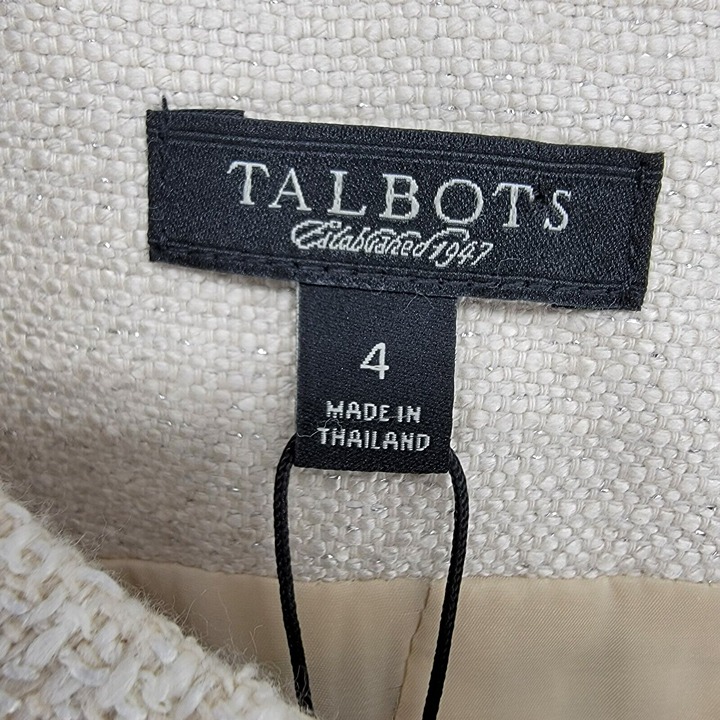 TALBOTS
Established 1947
4
MADE IN
THAILAND